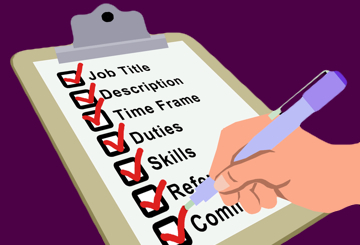 Job Title
Description
Time Frame
Duties
Skills